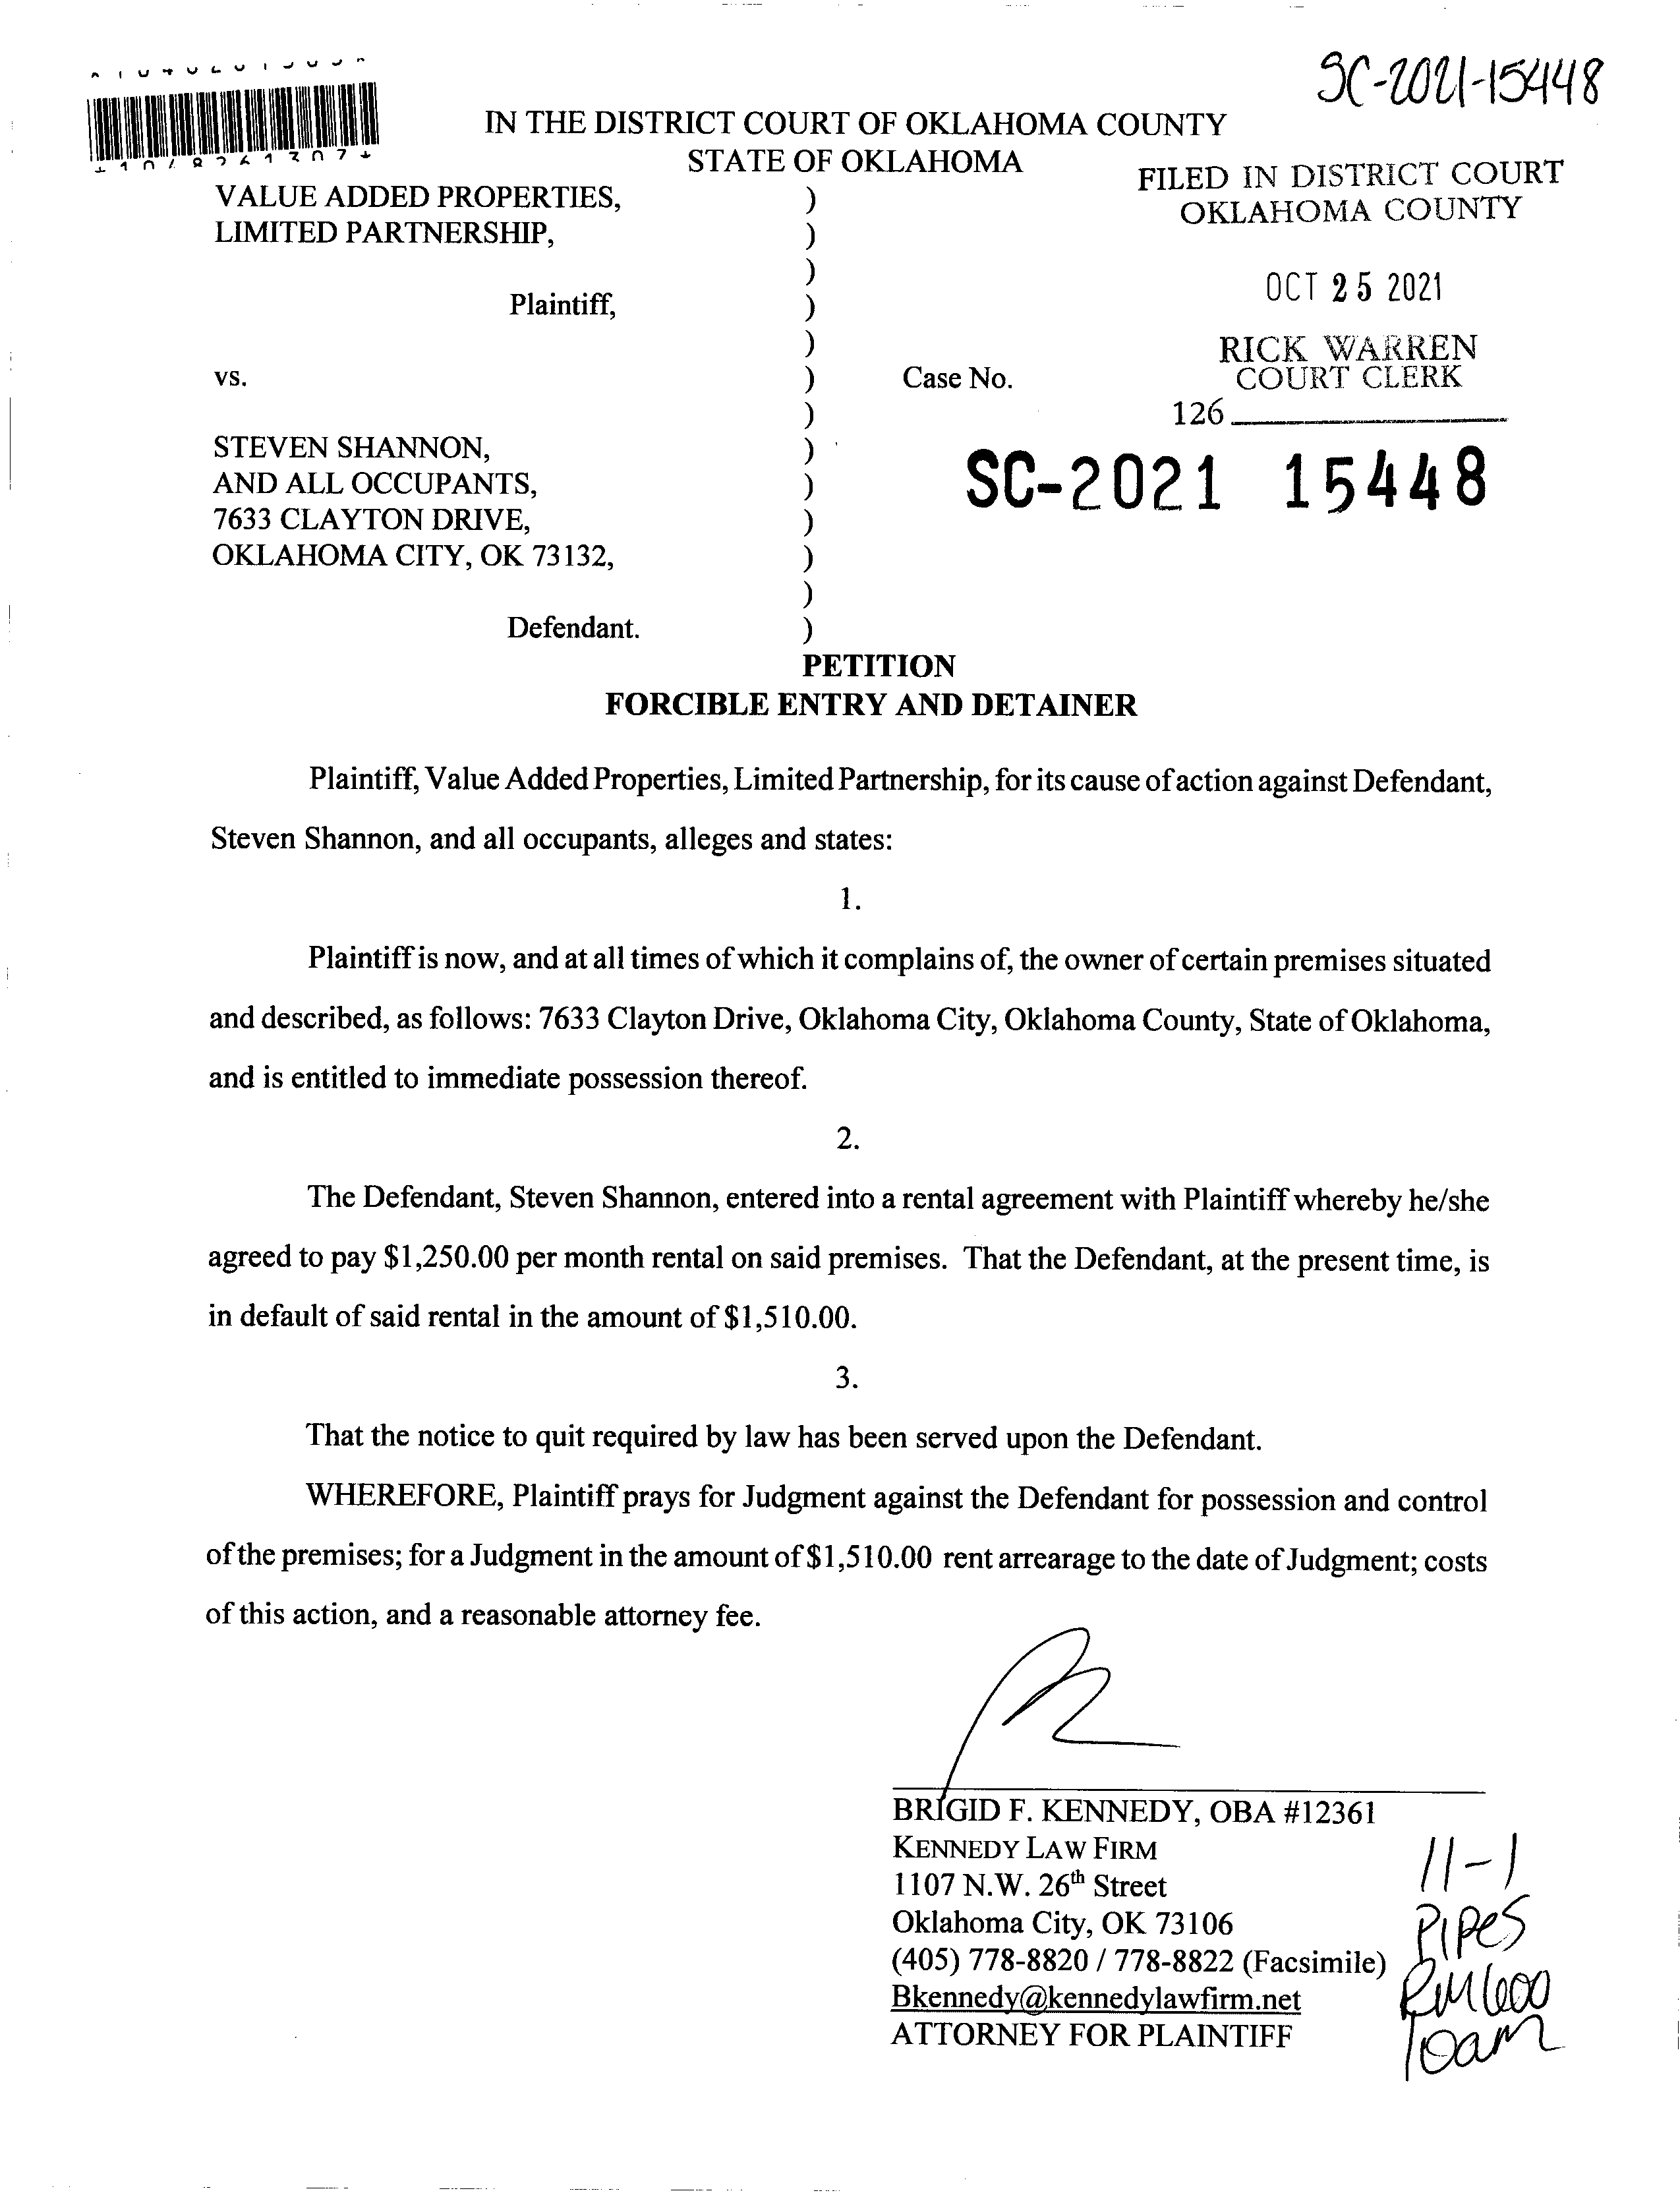 SC-2021-15448
IN THE DISTRICT COURT OF OKLAHOMA COUNTY
STATE OF OKLAHOMA
FILED IN DISTRICT COURT
OKLAHOMA COUNTY
VALUE ADDED PROPERTIES, )
LIMITED PARTNERSHIP, )
)
OCT 25 2021
Plaintiff, )
)
RICK WARREN
COURT CLERK
vs. ) Case No.
)
126
STEVEN SHANNON, )
AND ALL OCCUPANTS, )
SC-2021 15448
7633 CLAYTON DRIVE, )
OKLAHOMA CITY, OK 73132, )
)
Defendant. )
PETITION
FORCIBLE ENTRY AND DETAINER
Plaintiff, Value Added Properties, Limited Partnership, for its cause of action against Defendant,
Steven Shannon, and all occupants, alleges and states:
1.
Plaintiff is now, and at all times of which it complains of, the owner of certain premises situated
and described, as follows: 7633 Clayton Drive, Oklahoma City, Oklahoma County, State of Oklahoma,
and is entitled to immediate possession thereof.
2.
The Defendant, Steven Shannon, entered into a rental agreement with Plaintiff whereby he/she
agreed to pay $1,250.00 per month rental on said premises. That the Defendant, at the present time, is
in default of said rental in the amount of $1,510.00.
3.
That the notice to quit required by law has been served upon the Defendant.
WHEREFORE, Plaintiff prays for Judgment against the Defendant for possession and control
of the premises; for a Judgment in the amount of $1,510.00 rent arrearage to the date of Judgment; costs
of this action, and a reasonable attorney fee.
BRIGID F. KENNEDY, OBA #12361
KENNEDY LAW FIRM
1107 N.W. 26th Street
Oklahoma City, OK 73106
(405) 778-8820 / 778-8822 (Facsimile)
Bkennedy@kennedylawfirm.net
ATTORNEY FOR PLAINTIFF
11-1
Pipes
RM 600
10am